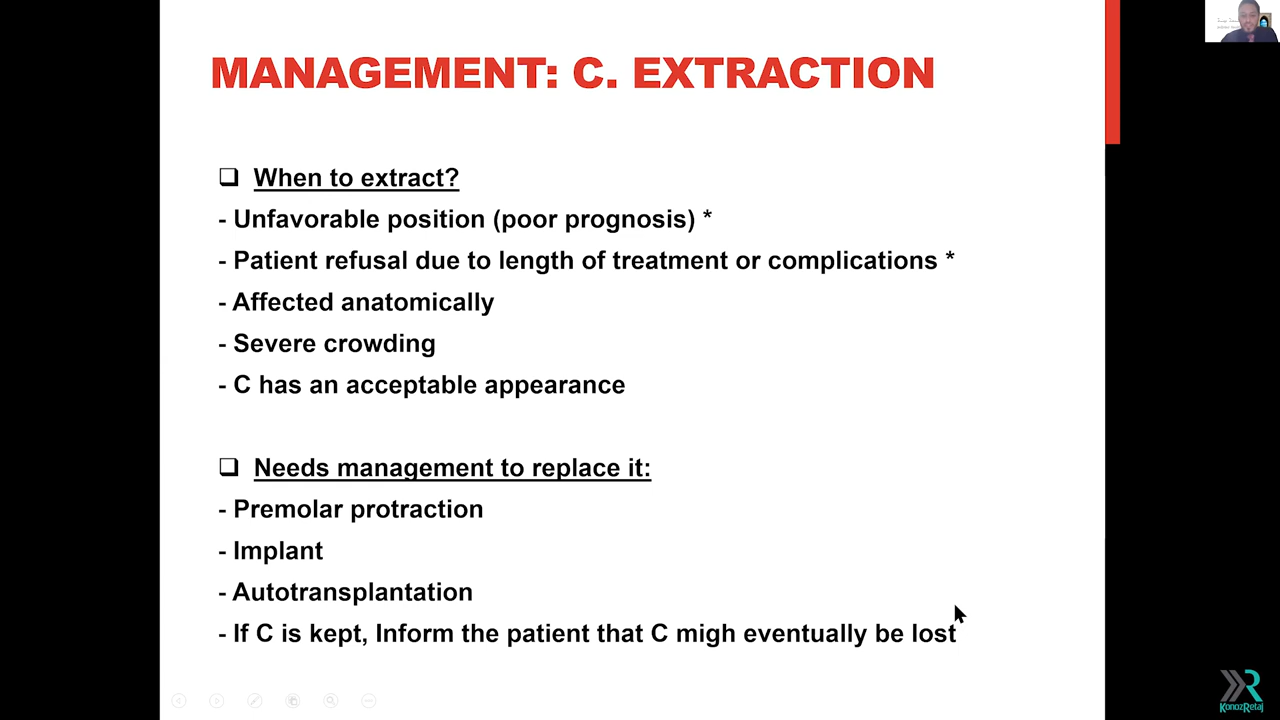 MANAGEMENT: C. EXTRACTION
When to extract?
- Unfavorable position (poor prognosis) *
- Patient refusal due to length of treatment or complications *
- Affected anatomically
- Severe crowding
- C has an acceptable appearance
Needs management to replace it:
- Premolar protraction
- Implant
- Autotransplantation
- If C is kept, Inform the patient that C migh eventually be lost
KonozRetaj